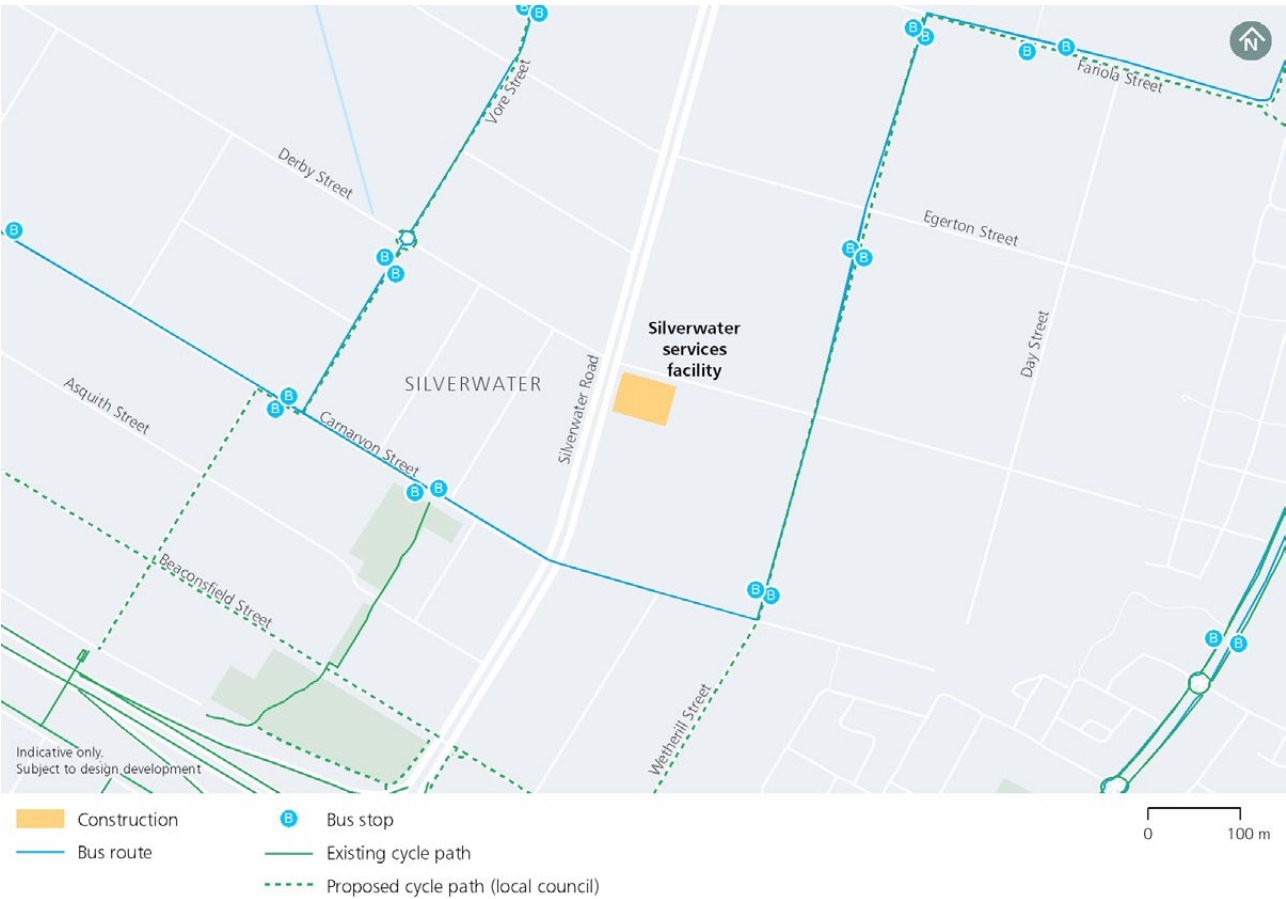 B
B
N
B
B
B
B
Fariola Street
Vore Street
Derby Street
Egerton Street
B
B
B
B
B
Silverwater
services
facility
Day Street
Silverwater Road
SILVERWATER
Asquith Street
B
B
Carnarvon Street
B
B
Beaconsfield Street
B
B
B
B
Wetherill Street
Indicative only.
Subject to design development
Construction
B Bus stop
Bus route
Existing cycle path
Proposed cycle path (local council)
0 100 m